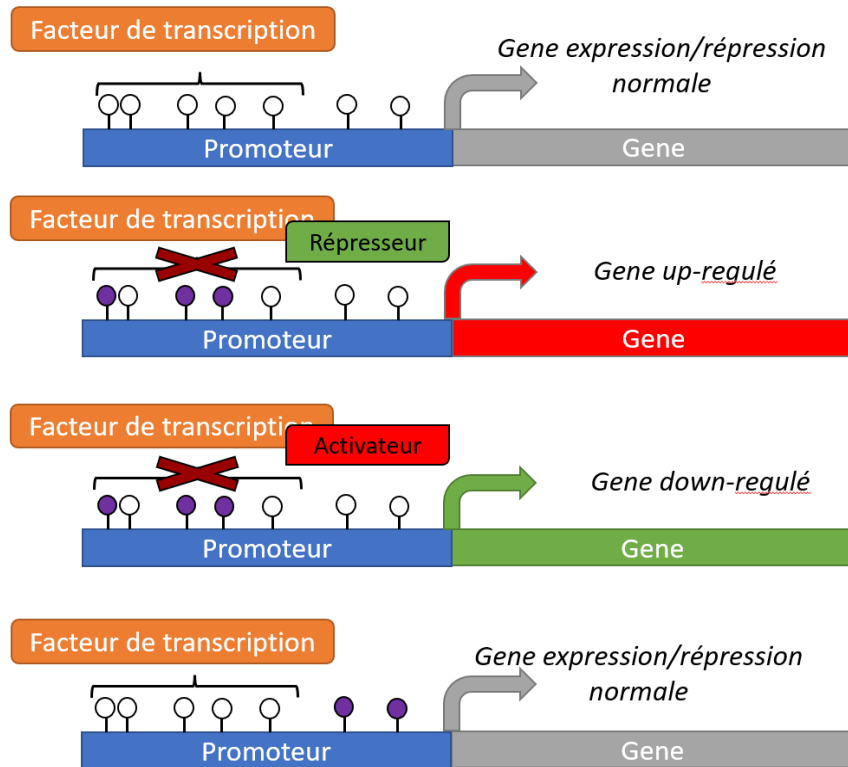 Facteur de transcription
Gene expression/répression
normale
Promoteur
Gene
Facteur de transcription
Répresseur
Gene up-regulé
Promoteur
Gene
Facteur de transcription
Activateur
Gene down-regulé
Promoteur
Gene
Facteur de transcription
Gene expression/répression
normale
Promoteur
Gene